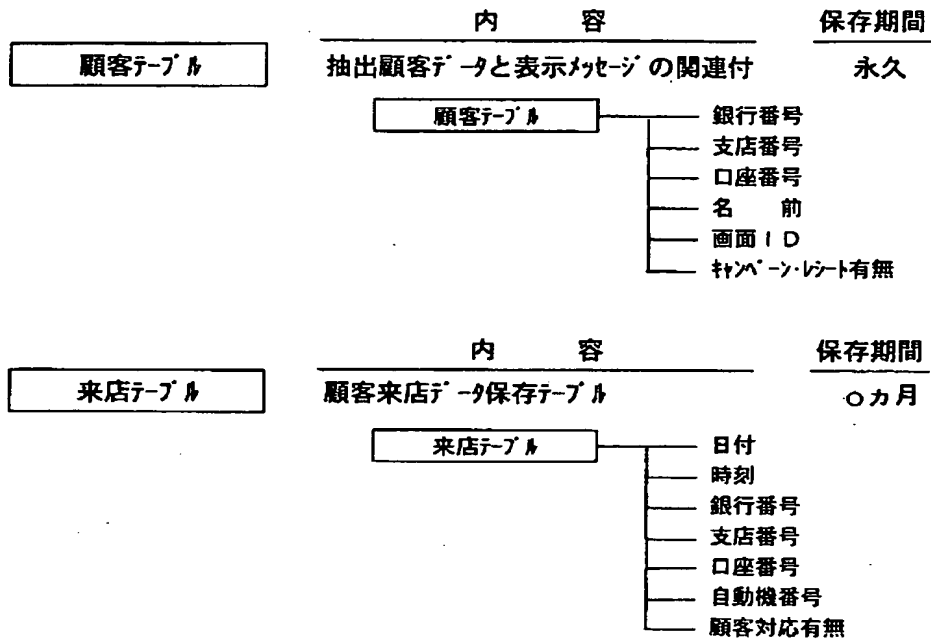 内　　容　　保存期間
顧客ﾃｰﾌﾞﾙ　抽出顧客ﾃﾞｰﾀと表示ﾒｯｾｰｼﾞの関連付　永久
顧客ﾃｰﾌﾞﾙ　銀行番号
支店番号
口座番号
名　　前
画面ＩＤ
ｷｬﾝﾍﾟｰﾝ･ﾚｼｰﾄ有無
内　　容　　保存期間
来店ﾃｰﾌﾞﾙ　顧客来店ﾃﾞｰﾀ保存ﾃｰﾌﾞﾙ　○ヵ月
来店ﾃｰﾌﾞﾙ　日付
時刻
銀行番号
支店番号
口座番号
自動機番号
顧客対応有無